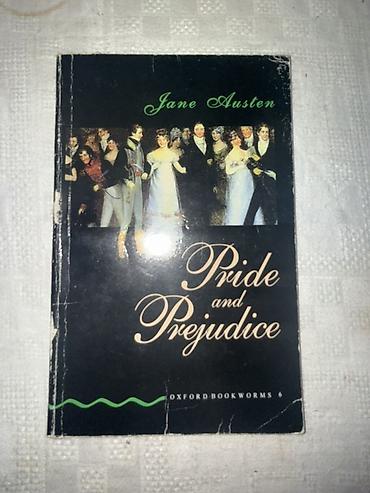 Jane Austen
Pride
and
Prejudice
OXFORD BOOKWORMS 6